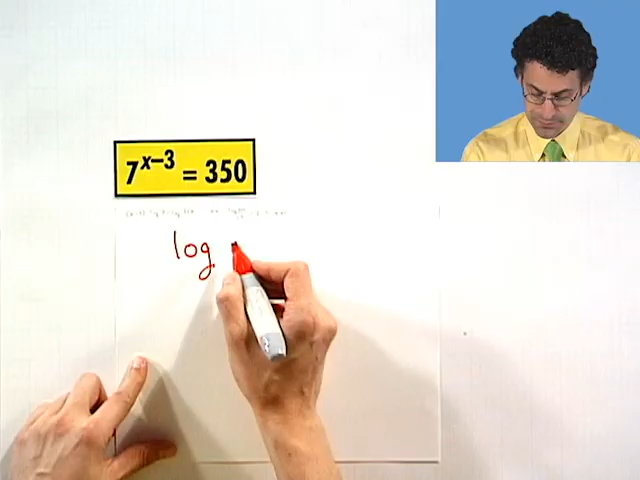 7^{x–3} = 350
log